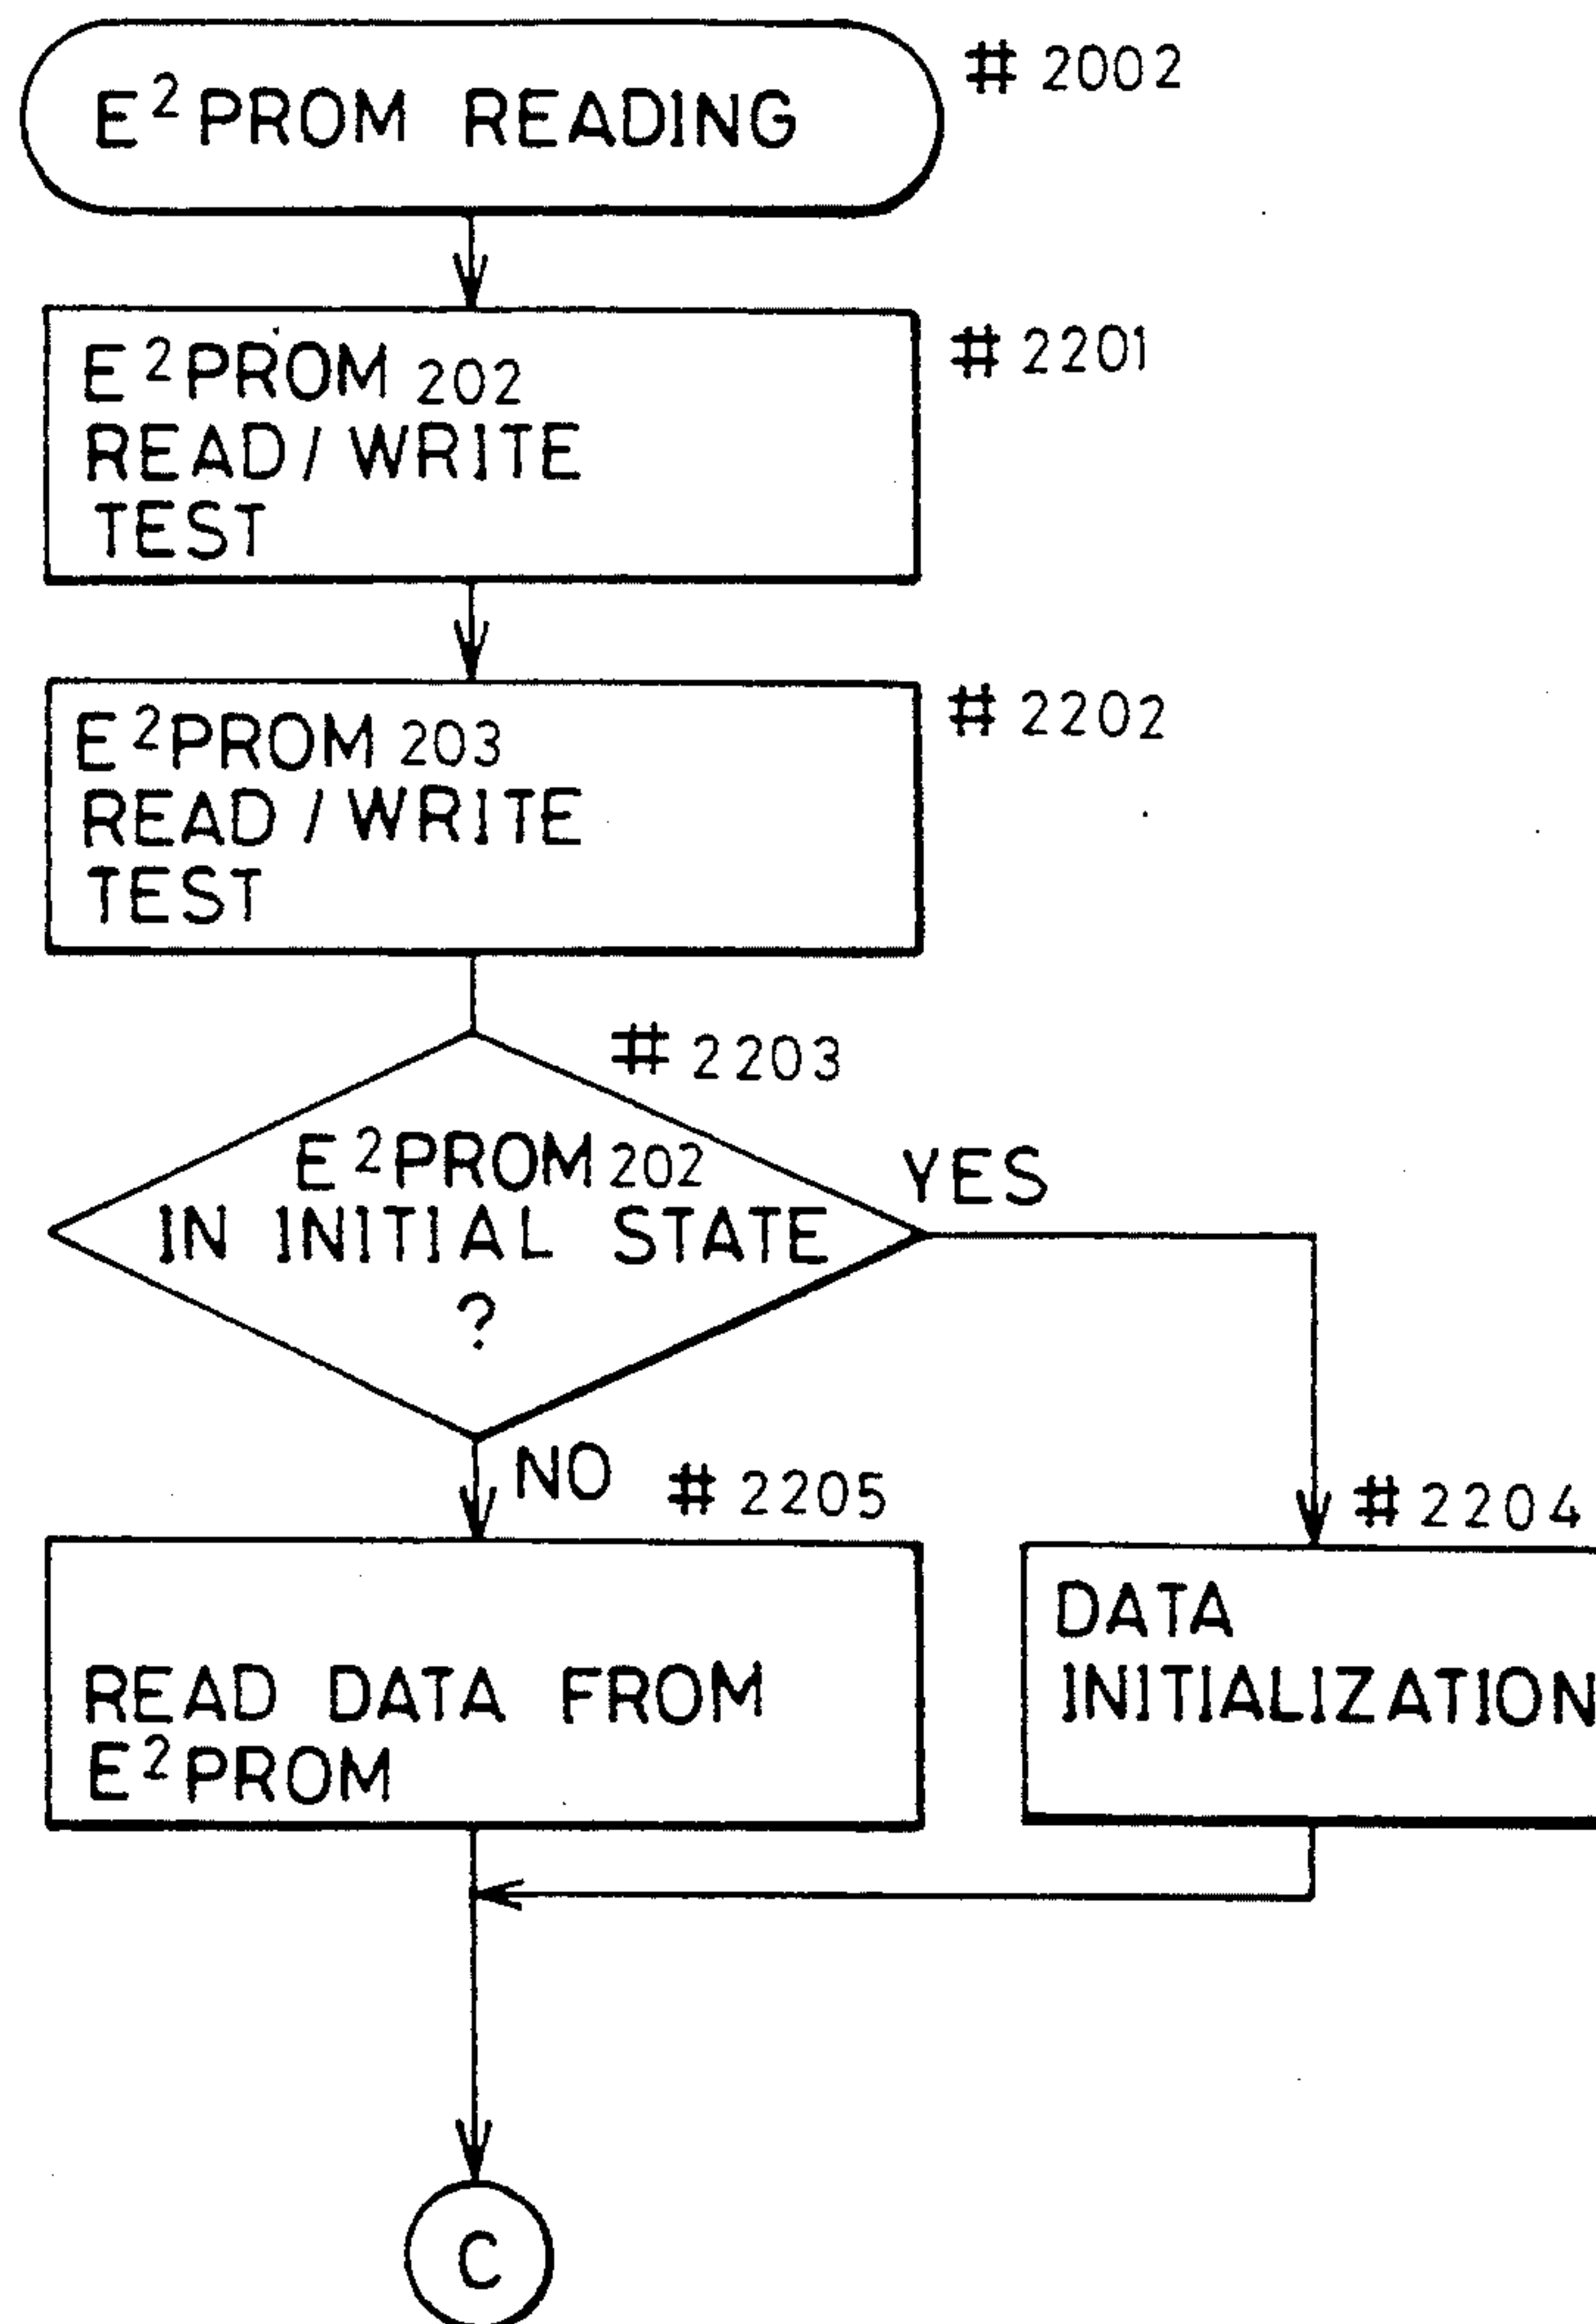 E²PROM READING
# 2002
E²PROM 202
READ/WRITE
TEST
# 2201
E²PROM 203
READ/WRITE
TEST
# 2202
# 2203
E²PROM 202
IN INITIAL STATE
?
YES
NO
# 2205
# 2204
READ DATA FROM
E²PROM
DATA
INITIALIZATION
C